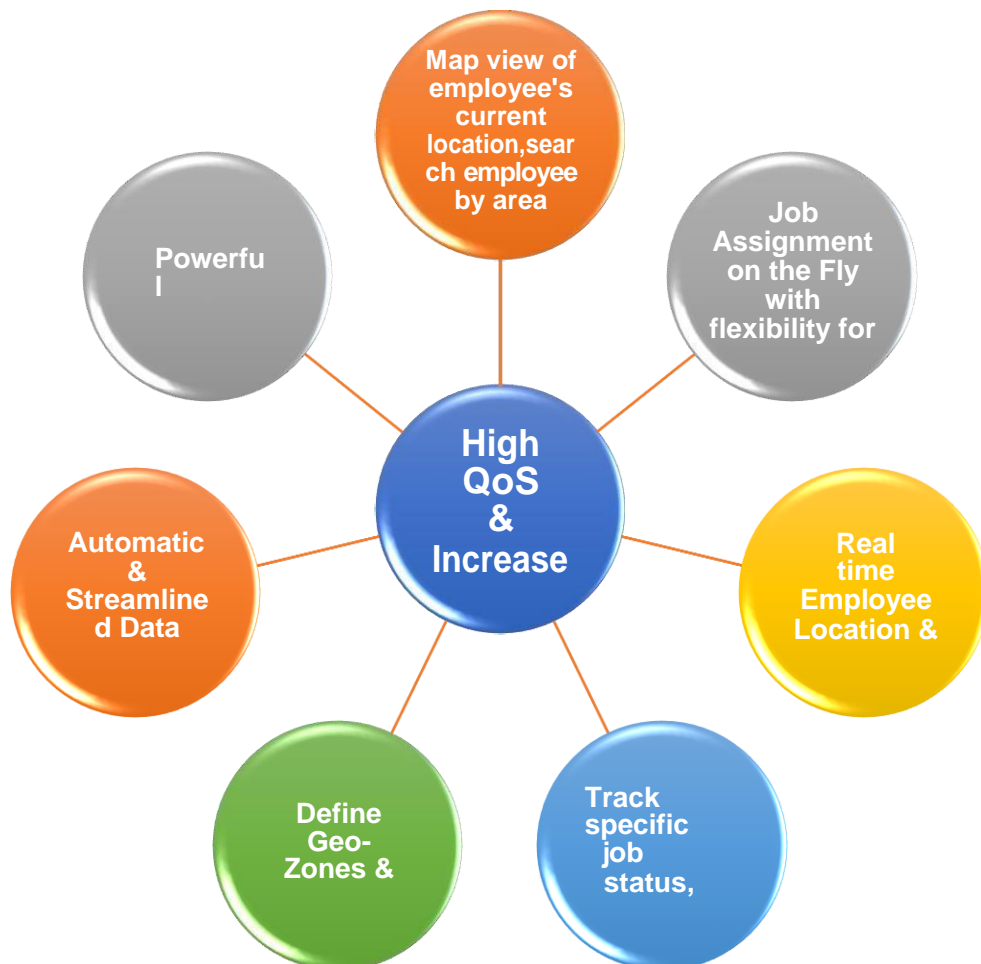 Map view of
employee's
current
location,sear
ch employee
by area
Job
Assignment
on the Fly
with
flexibility for
Real
time
Employee
Location &
Track
specific
job
status,
Define
Geo-
Zones &
Automatic
&
Streamline
d Data
Powerfu
l
High
QoS
&
Increase